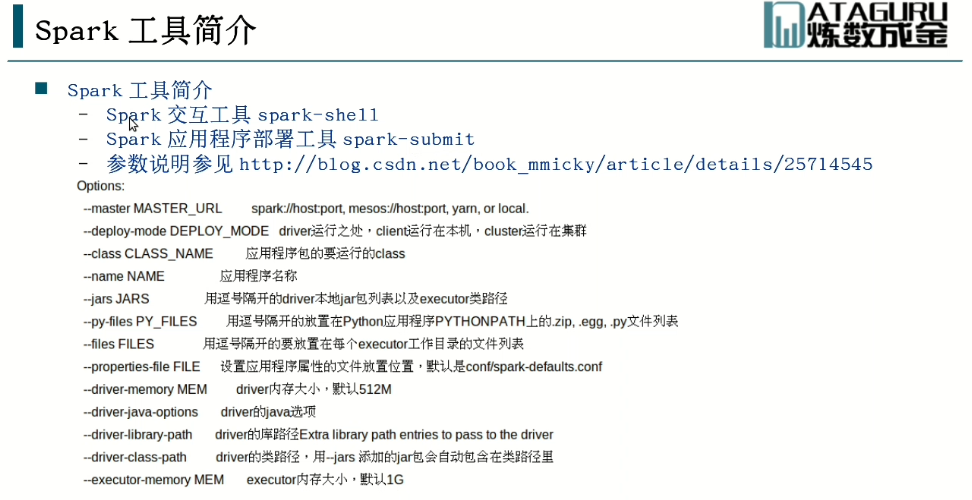 Spark 工具简介
ATAGURU
炼数成金
Spark 工具简介
- Spark 交互工具 spark-shell
- Spark 应用程序部署工具 spark-submit
- 参数说明参见 http://blog.csdn.net/book_mmicky/article/details/25714545
Options:
--master MASTER_URL spark://host:port, mesos://host:port, yarn, or local.
--deploy-mode DEPLOY_MODE driver运行之处，client运行在本机，cluster运行在集群
--class CLASS_NAME 应用程序包的要运行的class
--name NAME 应用程序名称
--jars JARS 用逗号隔开的driver本地jar包列表以及executor类路径
--py-files PY_FILES 用逗号隔开的放置在Python应用程序PYTHONPATH上的.zip, .egg, .py文件列表
--files FILES 用逗号隔开的要放置在每个executor工作目录的文件列表
--properties-file FILE 设置应用程序属性的文件放置位置，默认是conf/spark-defaults.conf
--driver-memory MEM driver内存大小，默认512M
--driver-java-options driver的java选项
--driver-library-path driver的库路径Extra library path entries to pass to the driver
--driver-class-path driver的类路径，用--jars 添加的jar包会自动包含在类路径里
--executor-memory MEM executor内存大小，默认1G